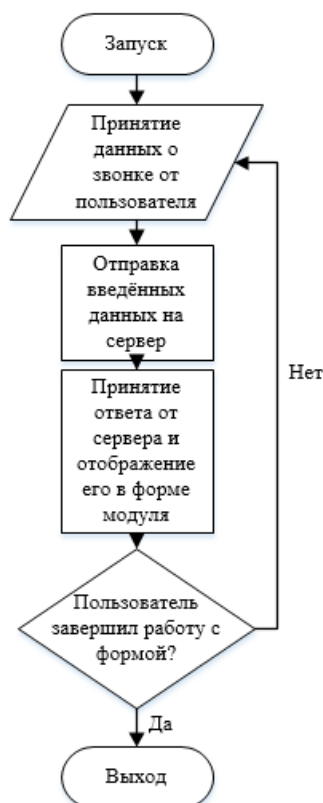 Запуск
Принятие
данных о
звонке от
пользователя
Отправка
введённых
данных на
сервер
Принятие
ответа от
сервера и
отображение
его в форме
модуля
Нет
Пользователь
завершил работу с
формой?
Да
Выход